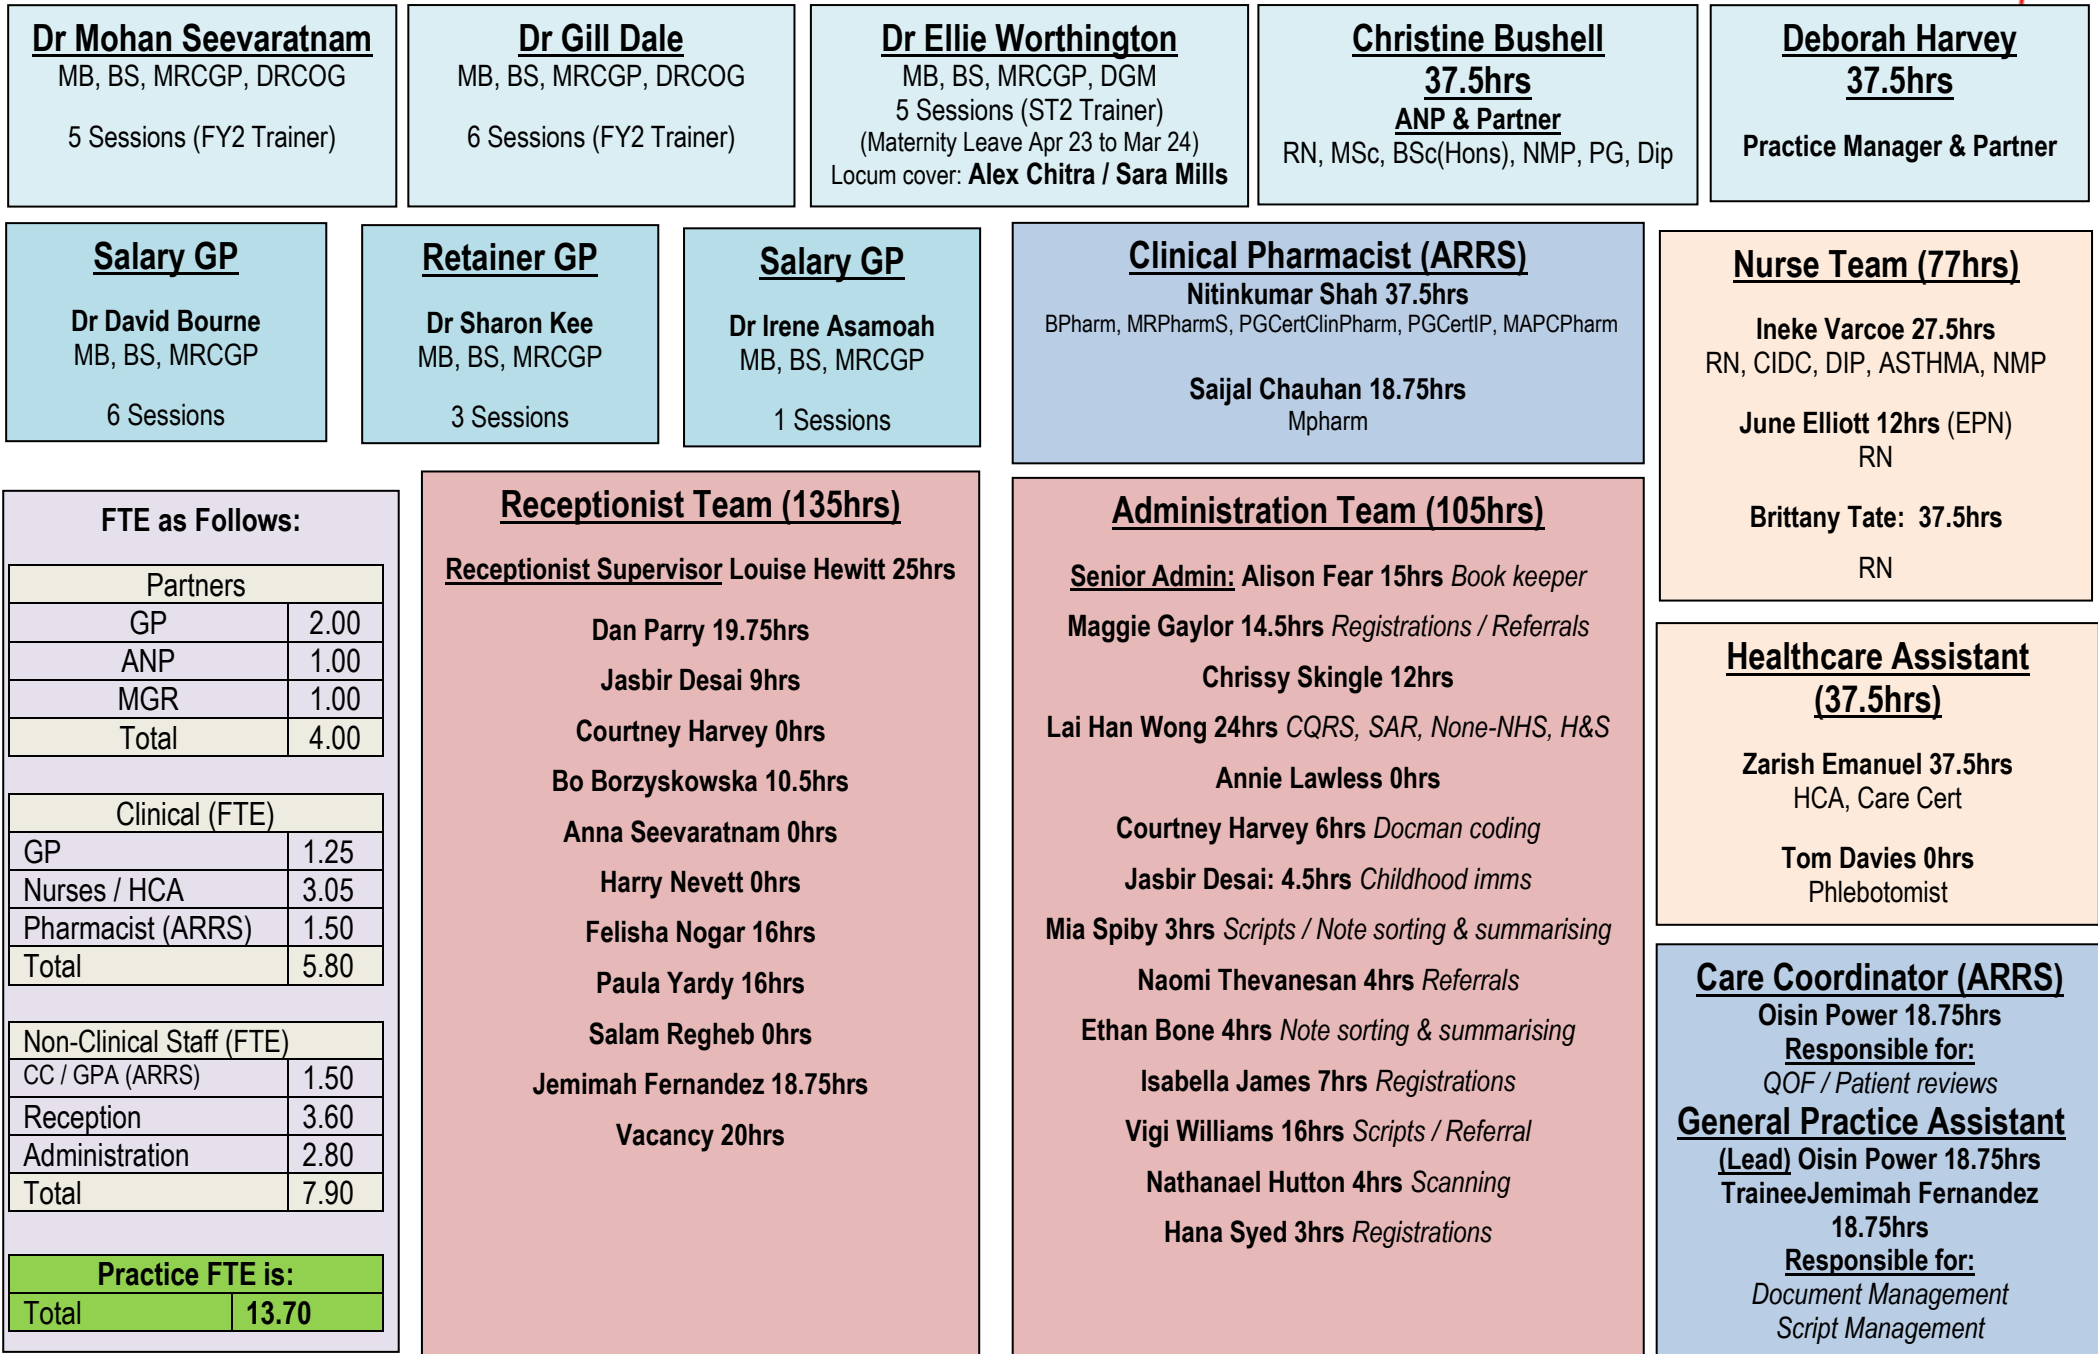 Dr Mohan Seevaratnam
MB, BS, MRCGP, DRCOG
5 Sessions (FY2 Trainer)
Dr Gill Dale
MB, BS, MRCGP, DRCOG
6 Sessions (FY2 Trainer)
Dr Ellie Worthington
MB, BS, MRCGP, DGM
5 Sessions (ST2 Trainer)
(Maternity Leave Apr 23 to Mar 24)
Locum cover: Alex Chitra / Sara Mills
Christine Bushell
37.5hrs
ANP & Partner
RN, MSc, BSc(Hons), NMP, PG, Dip
Deborah Harvey
37.5hrs
Practice Manager & Partner
Salary GP
Dr David Bourne
MB, BS, MRCGP
6 Sessions
Retainer GP
Dr Sharon Kee
MB, BS, MRCGP
3 Sessions
Salary GP
Dr Irene Asamoah
MB, BS, MRCGP
1 Sessions
Clinical Pharmacist (ARRS)
Nitinkumar Shah 37.5hrs
BPharm, MRPharmS, PGCertClinPharm, PGCertIP, MAPCPharm
Saijal Chauhan 18.75hrs
Mpharm
Nurse Team (77hrs)
Ineke Varcoe 27.5hrs
RN, CIDC, DIP, ASTHMA, NMP
June Elliott 12hrs (EPN)
RN
Brittany Tate: 37.5hrs
RN
FTE as Follows:
Partners
GP 2.00
ANP 1.00
MGR 1.00
Total 4.00
Clinical (FTE)
GP 1.25
Nurses / HCA 3.05
Pharmacist (ARRS) 1.50
Total 5.80
Non-Clinical Staff (FTE)
CC / GPA (ARRS) 1.50
Reception 3.60
Administration 2.80
Total 7.90
Practice FTE is:
Total 13.70
Receptionist Team (135hrs)
Receptionist Supervisor Louise Hewitt 25hrs
Dan Parry 19.75hrs
Jasbir Desai 9hrs
Courtney Harvey 0hrs
Bo Borzyskowska 10.5hrs
Anna Seevaratnam 0hrs
Harry Nevett 0hrs
Felisha Nogar 16hrs
Paula Yardy 16hrs
Salam Regheb 0hrs
Jemimah Fernandez 18.75hrs
Vacancy 20hrs
Administration Team (105hrs)
Senior Admin: Alison Fear 15hrs Book keeper
Maggie Gaylor 14.5hrs Registrations / Referrals
Chrissy Skingle 12hrs
Lai Han Wong 24hrs CQRS, SAR, None-NHS, H&S
Annie Lawless 0hrs
Courtney Harvey 6hrs Docman coding
Jasbir Desai: 4.5hrs Childhood imms
Mia Spiby 3hrs Scripts / Note sorting & summarising
Naomi Thevanesan 4hrs Referrals
Ethan Bone 4hrs Note sorting & summarising
Isabella James 7hrs Registrations
Vigi Williams 16hrs Scripts / Referral
Nathanael Hutton 4hrs Scanning
Hana Syed 3hrs Registrations
Healthcare Assistant
(37.5hrs)
Zarish Emanuel 37.5hrs
HCA, Care Cert
Tom Davies 0hrs
Phlebotomist
Care Coordinator (ARRS)
Oisin Power 18.75hrs
Responsible for:
QOF / Patient reviews
General Practice Assistant
(Lead) Oisin Power 18.75hrs
TraineeJemimah Fernandez
18.75hrs
Responsible for:
Document Management
Script Management